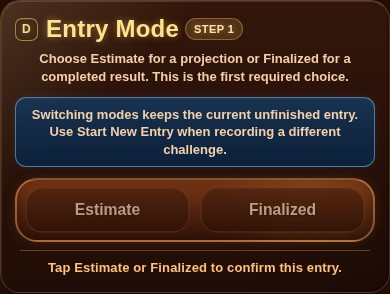 D Entry Mode STEP 1
Choose Estimate for a projection or Finalized for a
completed result. This is the first required choice.
Switching modes keeps the current unfinished entry.
Use Start New Entry when recording a different
challenge.
Estimate Finalized
Tap Estimate or Finalized to confirm this entry.